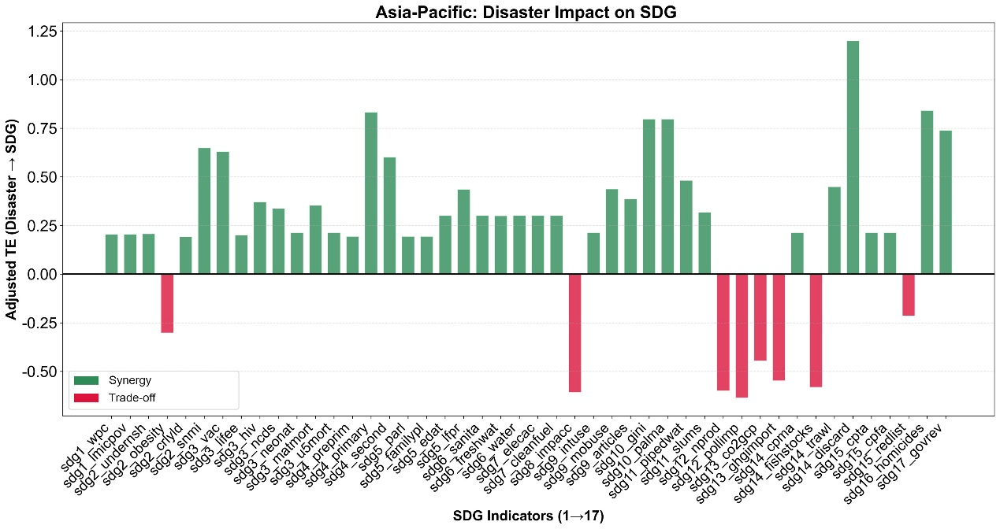 Asia-Pacific: Disaster Impact on SDG
Adjusted TE (Disaster → SDG)
1.25
1.00
0.75
0.50
0.25
0.00
-0.25
-0.50
Synergy
Trade-off
sdg1_wpc
sdg1_lmicpov
sdg2_undernsh
sdg2_obesity
sdg2_crlyld
sdg2_snmi
sdg3_vac
sdg3_lifee
sdg3_hiv
sdg3_ncds
sdg3_neonat
sdg3_matmort
sdg3_u5mort
sdg4_preprim
sdg4_primary
sdg4_second
sdg5_parl
sdg5_familypl
sdg5_edat
sdg5_lfpr
sdg6_sanita
sdg6_freshwat
sdg6_water
sdg7_elecac
sdg7_cleanfuel
sdg8_impacc
sdg9_intuse
sdg9_mobuse
sdg9_articles
sdg10_gini
sdg10_palma
sdg11_pipedwat
sdg11_slums
sdg12_nprod
sdg12_pollimp
sdg13_co2gcp
sdg13_ghgimport
sdg14_cpma
sdg14_fishstocks
sdg14_trawl
sdg14_discard
sdg15_cpta
sdg15_cpfa
sdg15_redlist
sdg16_homicides
sdg17_govrev
SDG Indicators (1→17)